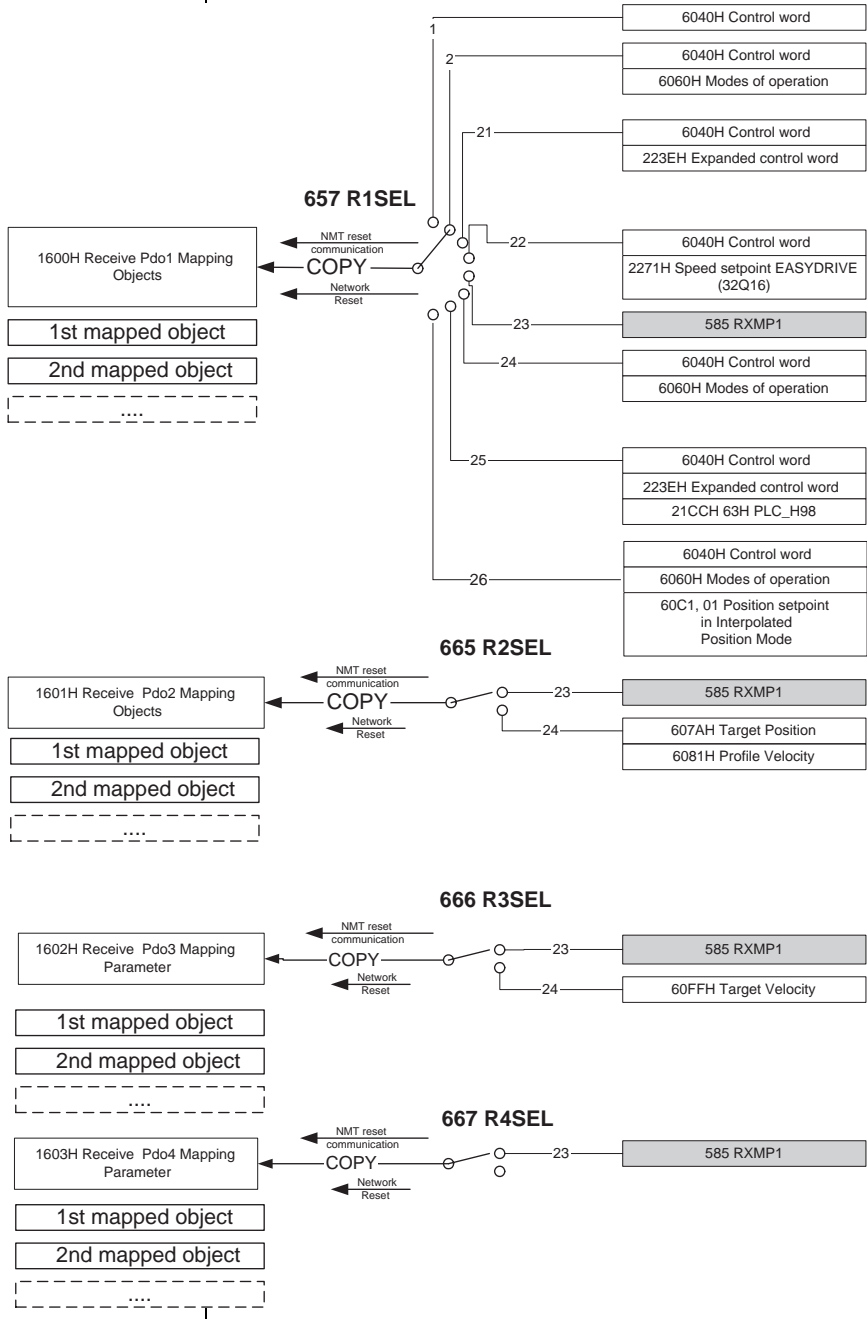 1
6040H Control word
2
6040H Control word
6060H Modes of operation
21
6040H Control word
223EH Expanded control word
657 R1SEL
1600H Receive Pdo1 Mapping
Objects
NMT reset
communication
COPY
Network
Reset
22
6040H Control word
2271H Speed setpoint EASYDRIVE
(32Q16)
1st mapped object
2nd mapped object
....
23
585 RXMP1
24
6040H Control word
6060H Modes of operation
25
6040H Control word
223EH Expanded control word
21CCH 63H PLC_H98
26
6040H Control word
6060H Modes of operation
60C1, 01 Position setpoint
in Interpolated
Position Mode
665 R2SEL
1601H Receive Pdo2 Mapping
Objects
NMT reset
communication
COPY
Network
Reset
23
585 RXMP1
24
607AH Target Position
6081H Profile Velocity
1st mapped object
2nd mapped object
....
666 R3SEL
1602H Receive Pdo3 Mapping
Parameter
NMT reset
communication
COPY
Network
Reset
23
585 RXMP1
24
60FFH Target Velocity
1st mapped object
2nd mapped object
....
667 R4SEL
1603H Receive Pdo4 Mapping
Parameter
NMT reset
communication
COPY
Network
Reset
23
585 RXMP1
1st mapped object
2nd mapped object
....